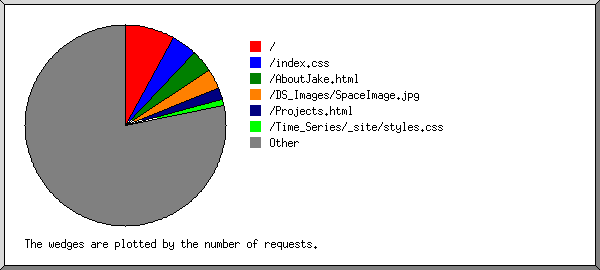 /
/index.css
/AboutJake.html
/DS_Images/SpaceImage.jpg
/Projects.html
/Time_Series/_site/styles.css
Other
The wedges are plotted by the number of requests.